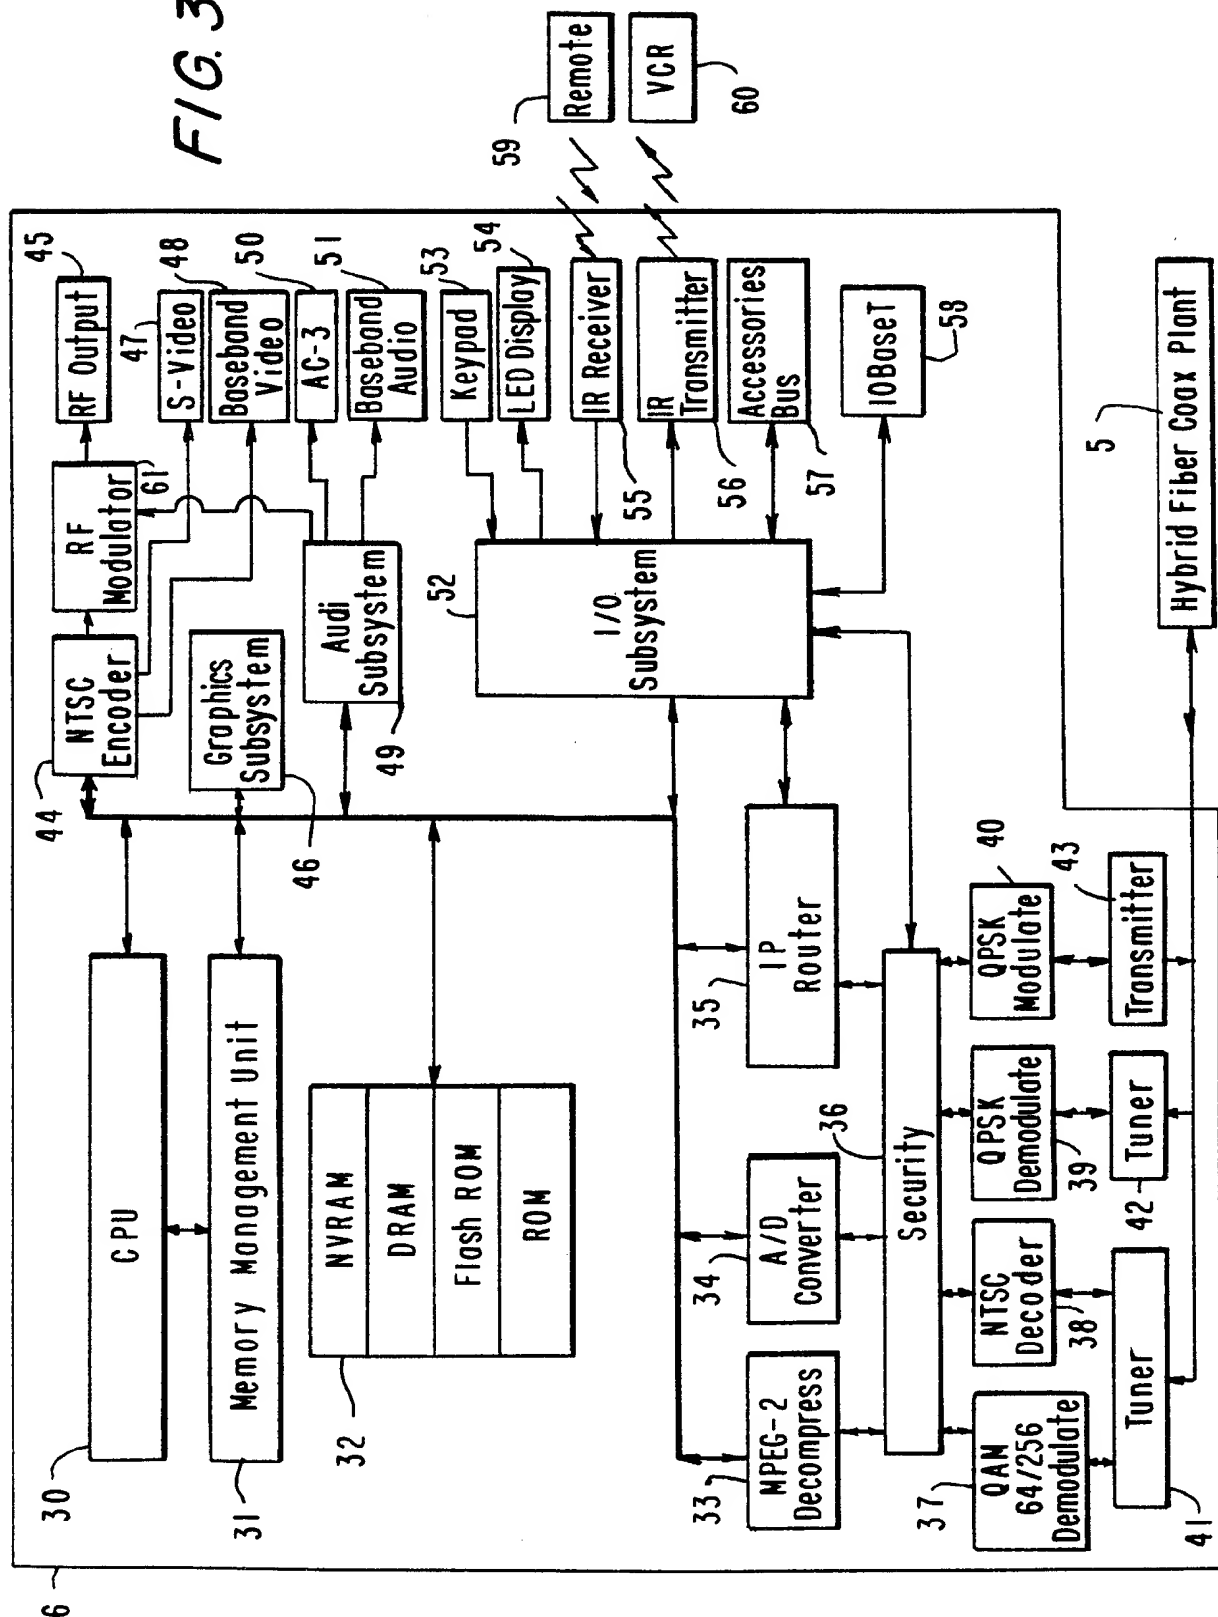 FIG. 3
6
30
CPU
31
Memory Management Unit
32
NVRAM
DRAM
Flash ROM
ROM
44
NTSC
Encoder
RF
Modulator
61
RF Output
45
47
S-Video
Baseband
Video
48
AC-3
50
Baseband
Audio
51
Graphics
Subsystem
46
Audi
Subsystem
49
Keypad
53
LED Display
54
52
I/O
Subsystem
IR Receiver
55
IR
Transmitter
56
Accessories
Bus
57
10BaseT
58
Remote
59
VCR
60
33
MPEG-2
Decompress
34
A/D
Converter
35
IP
Router
36
Security
37
QAM
64/256
Demodulate
NTSC
Decoder
38
QPSK
Demodulate
39
QPSK
Modulate
40
Tuner
41
Tuner
42
Transmitter
43
5
Hybrid Fiber Coax Plant